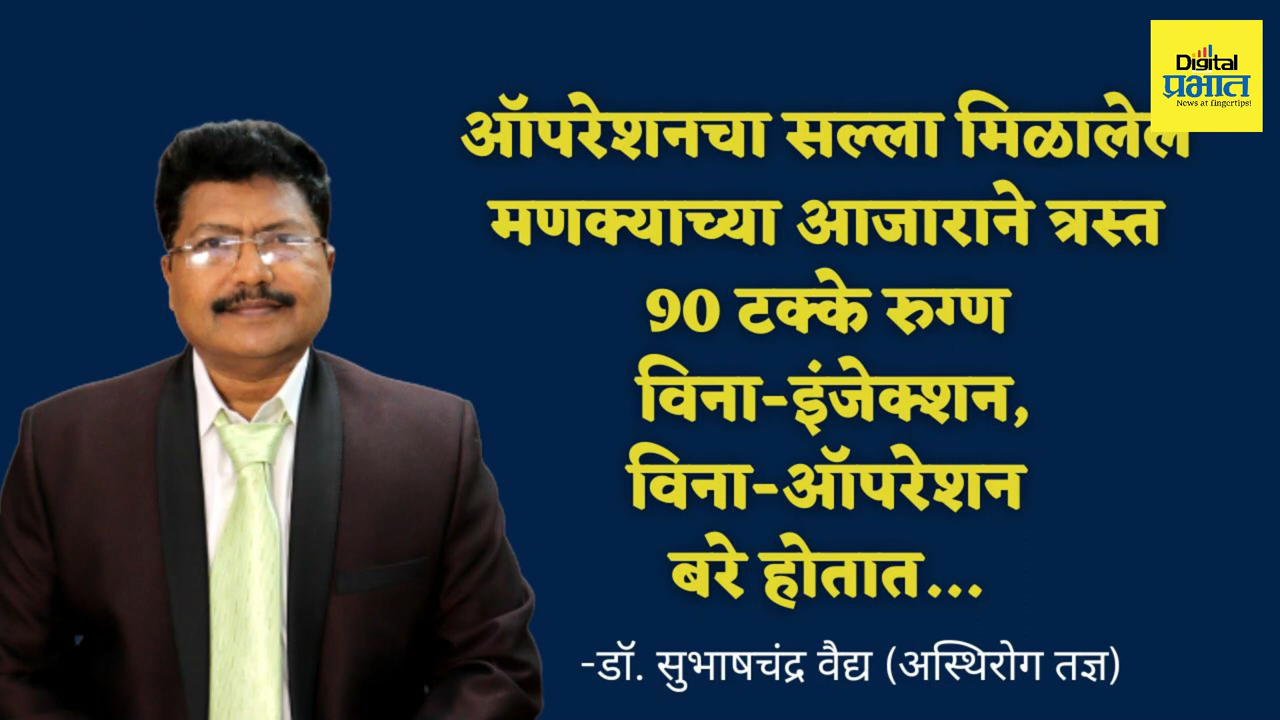 Digital
प्रभात
News at fingertips!
ऑपरेशनचा सल्ला मिळालेले
मणक्याच्या आजाराने त्रस्त
90 टक्के रुग्ण
विना-इंजेक्शन,
विना-ऑपरेशन
बरे होतात...
-डॉ. सुभाषचंद्र वैद्य (अस्थिरोग तज्ञ)